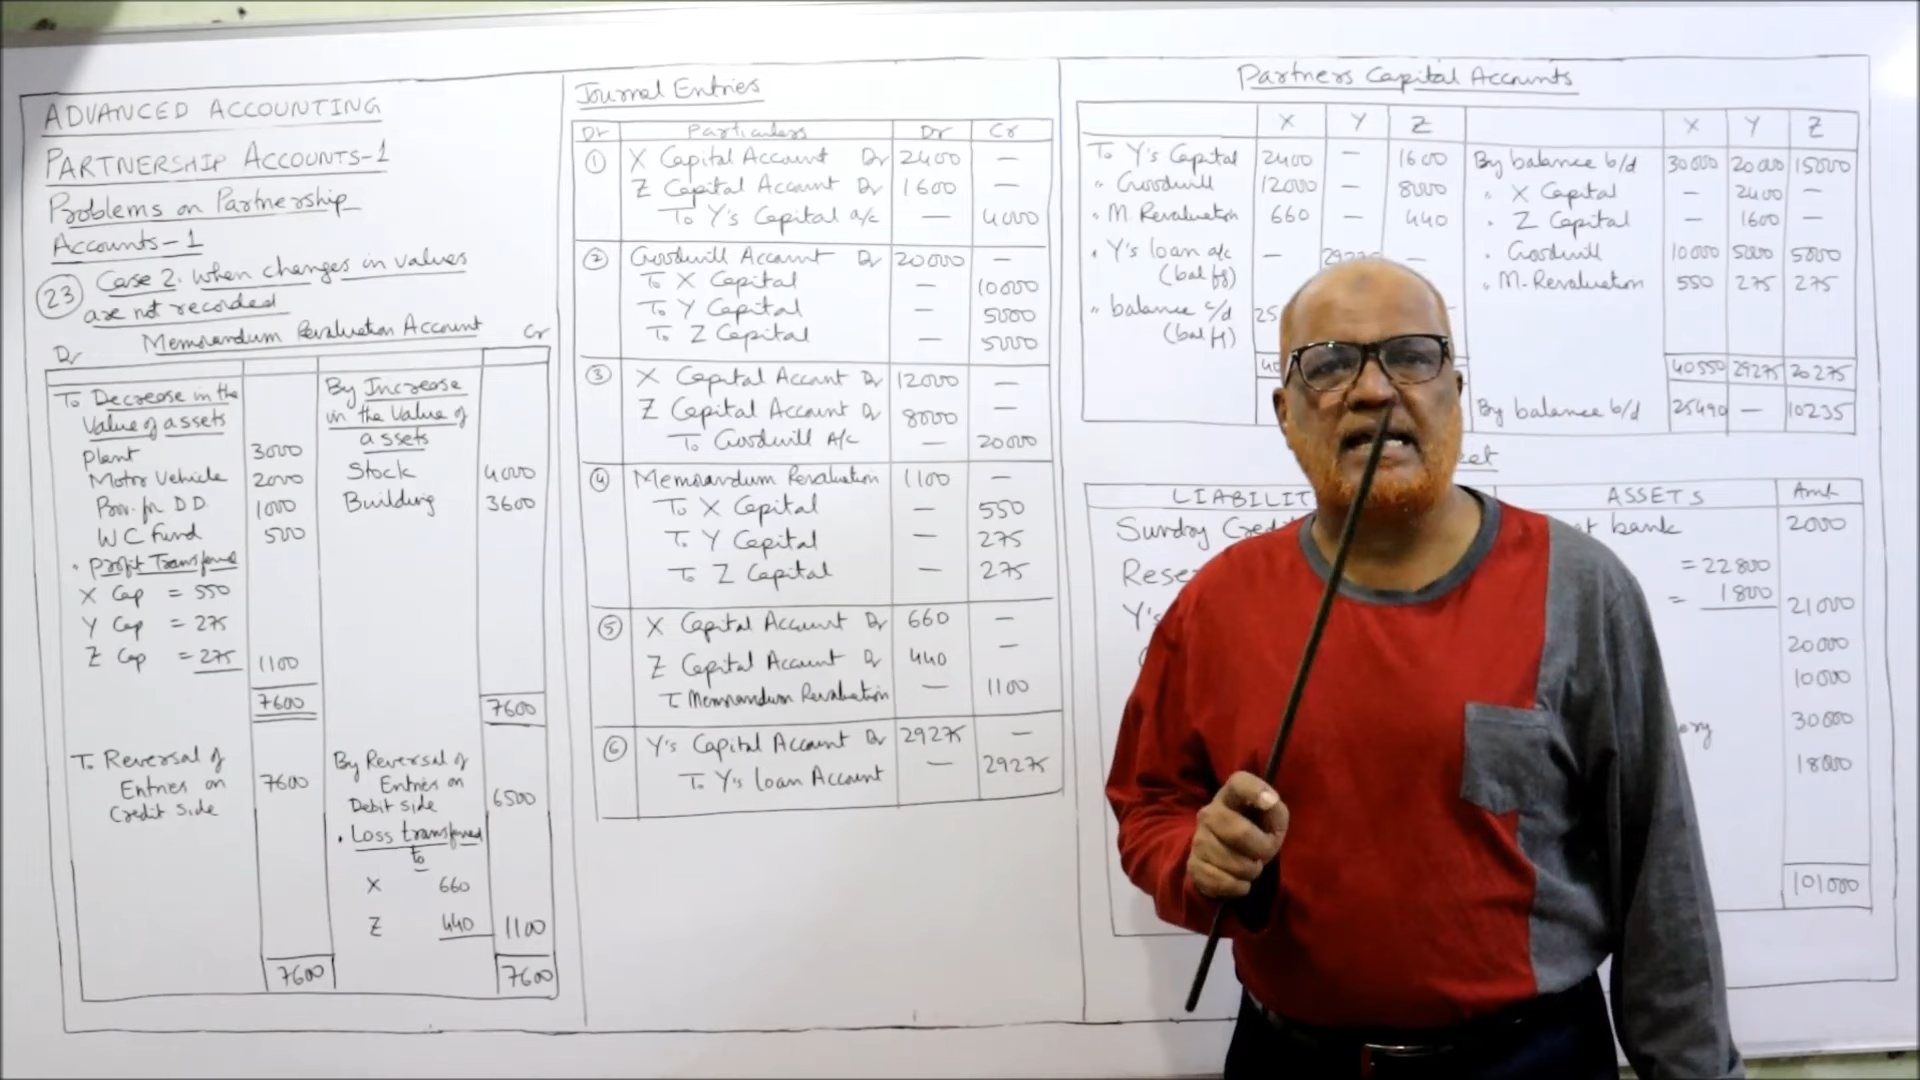 ADVANCED ACCOUNTING
PARTNERSHIP ACCOUNTS-1
Problems on Partnership
Accounts-1
23 Case 2. when changes in values
are not recorded
Memorandum Revaluation Account
Dr Cr
To Decrease in the By Increase
Value of assets in the Value of
assets
Plant 3000
Motor Vehicle 2000 Stock 4000
Prov. for D.D. 1000 Building 3600
WC Fund 500
" Profit Transferred
X Cap = 550
Y Cap = 275
Z Cap = 275 1100
7600 7600
To Reversal of By Reversal of
Entries on 7600 Entries on
Credit Side Debit side 6500
" Loss transferred
to
X 660
Z 440 1100
7600 7600
Journal Entries
Dr Particulars Dr Cr
1 X Capital Account Dr 2400 —
Z Capital Account Dr 1600 —
To Y's Capital a/c — 4000
2 Goodwill Account Dr 20000 —
To X Capital — 10000
To Y Capital — 5000
To Z Capital — 5000
3 X Capital Account Dr 12000 —
Z Capital Account Dr 8000 —
To Goodwill A/c — 20000
4 Memorandum Revaluation 1100 —
To X Capital — 550
To Y Capital — 275
To Z Capital — 275
5 X Capital Account Dr 660 —
Z Capital Account Dr 440 —
To Memorandum Revaluation — 1100
6 Y's Capital Account Dr 29275 —
To Y's loan Account — 29275
Partners Capital Accounts
X Y Z X Y Z
To Y's Capital 2400 — 1600 By balance b/d 30000 20000 15000
" Goodwill 12000 — 8000 " X Capital — 2400 —
" M Revaluation 660 — 440 " Z Capital — 1600 —
" Y's loan a/c — — " Goodwill 10000 5000 5000
(bal fg) " M. Revaluation 550 275 275
" balance c/d
(bal f)
40550 29275 20275
By balance b/d 25490 — 10235
LIABILIT ASSETS Amt
Sundry at bank 2000
= 22800
Y's = 1800 21000
20000
10000
30000
18000
101000